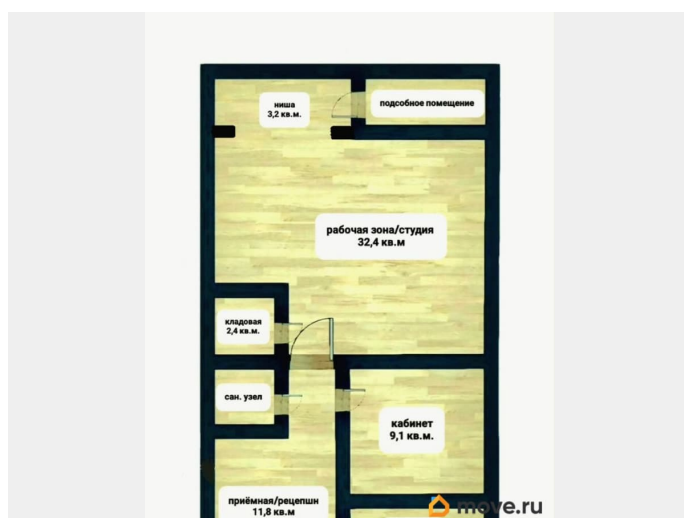 ниша
3,2 кв.м.
подсобное помещение
рабочая зона/студия
32,4 кв.м
кладовая
2,4 кв.м.
сан. узел
кабинет
9,1 кв.м.
приёмная/рецепшн
11,8 кв.м
move.ru